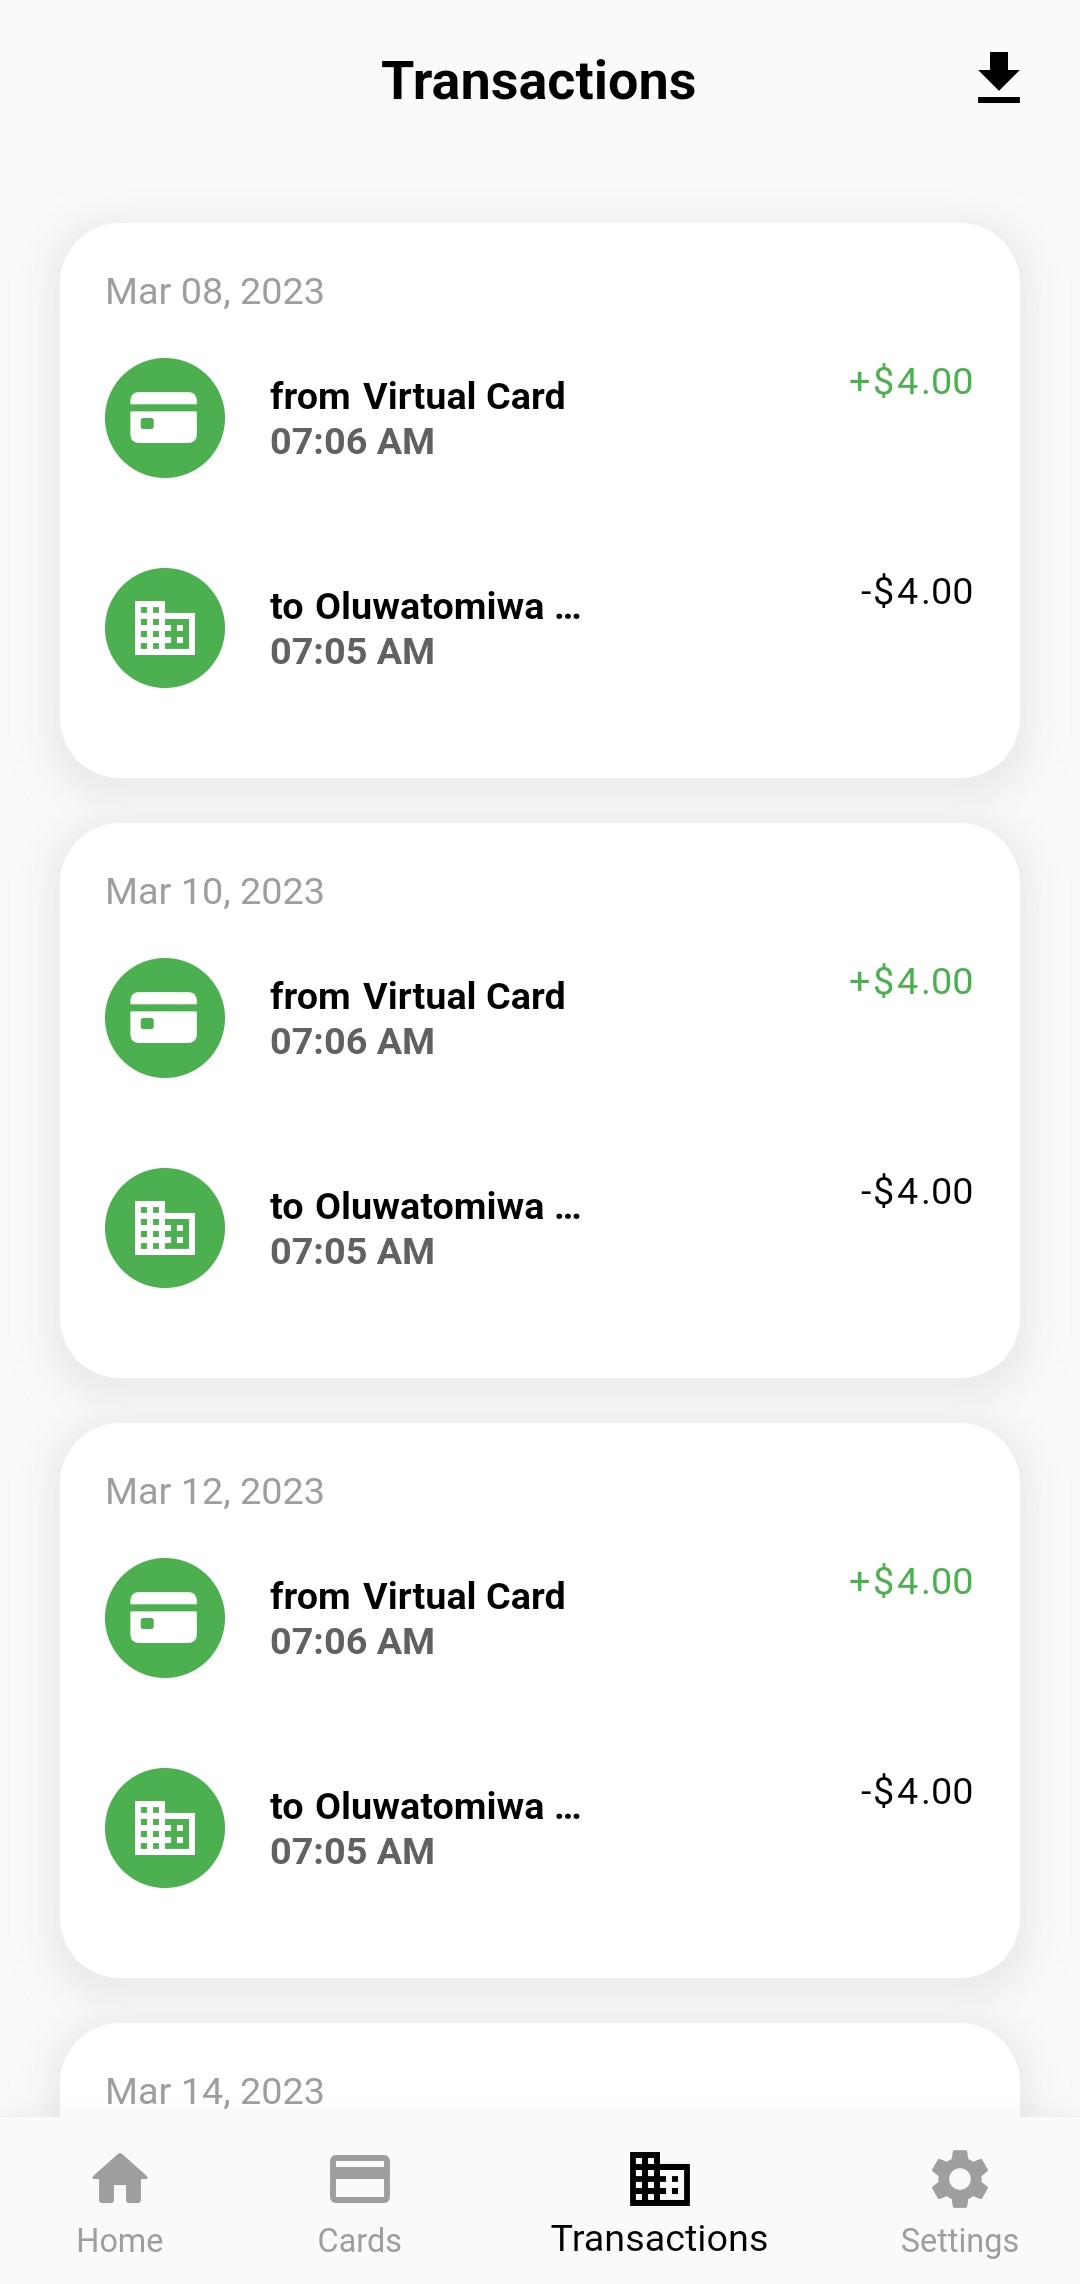 Transactions
Mar 08, 2023
from Virtual Card
+$4.00
07:06 AM
to Oluwatomiwa ...
-$4.00
07:05 AM
Mar 10, 2023
from Virtual Card
+$4.00
07:06 AM
to Oluwatomiwa ...
-$4.00
07:05 AM
Mar 12, 2023
from Virtual Card
+$4.00
07:06 AM
to Oluwatomiwa ...
-$4.00
07:05 AM
Mar 14, 2023
Home
Cards
Transactions
Settings